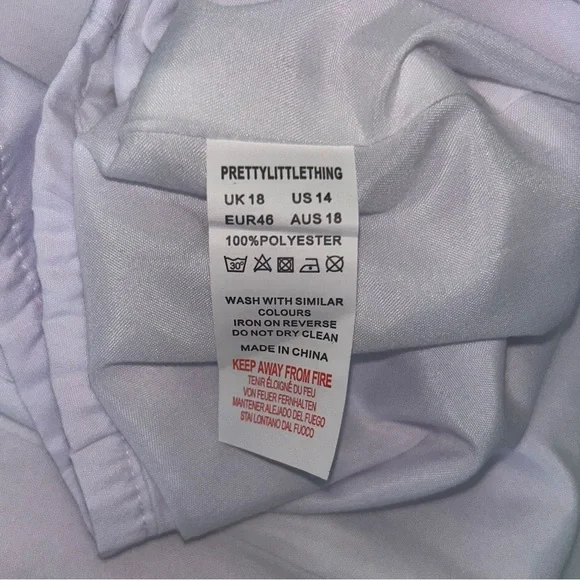 PRETTYLITTLETHING
UK 18 US 14
EUR46 AUS 18
100%POLYESTER
30°
WASH WITH SIMILAR
COLOURS
IRON ON REVERSE
DO NOT DRY CLEAN
MADE IN CHINA
KEEP AWAY FROM FIRE
TENIR ÉLOIGNÉ DU FEU
VON FEUER FERNHALTEN
MANTENER ALEJADO DEL FUEGO
STAI LONTANO DAL FUOCO